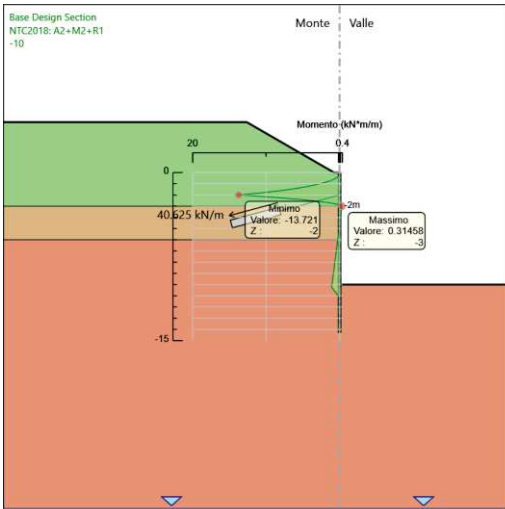 Base Design Section
NTC2018: A2+M2+R1
-10
Monte
Valle
Momento (kN*m/m)
20
0.4
0
-2m
40.625 kN/m
Minimo
Valore: -13.721
Z : -2
Massimo
Valore: 0.31458
Z : -3
-15